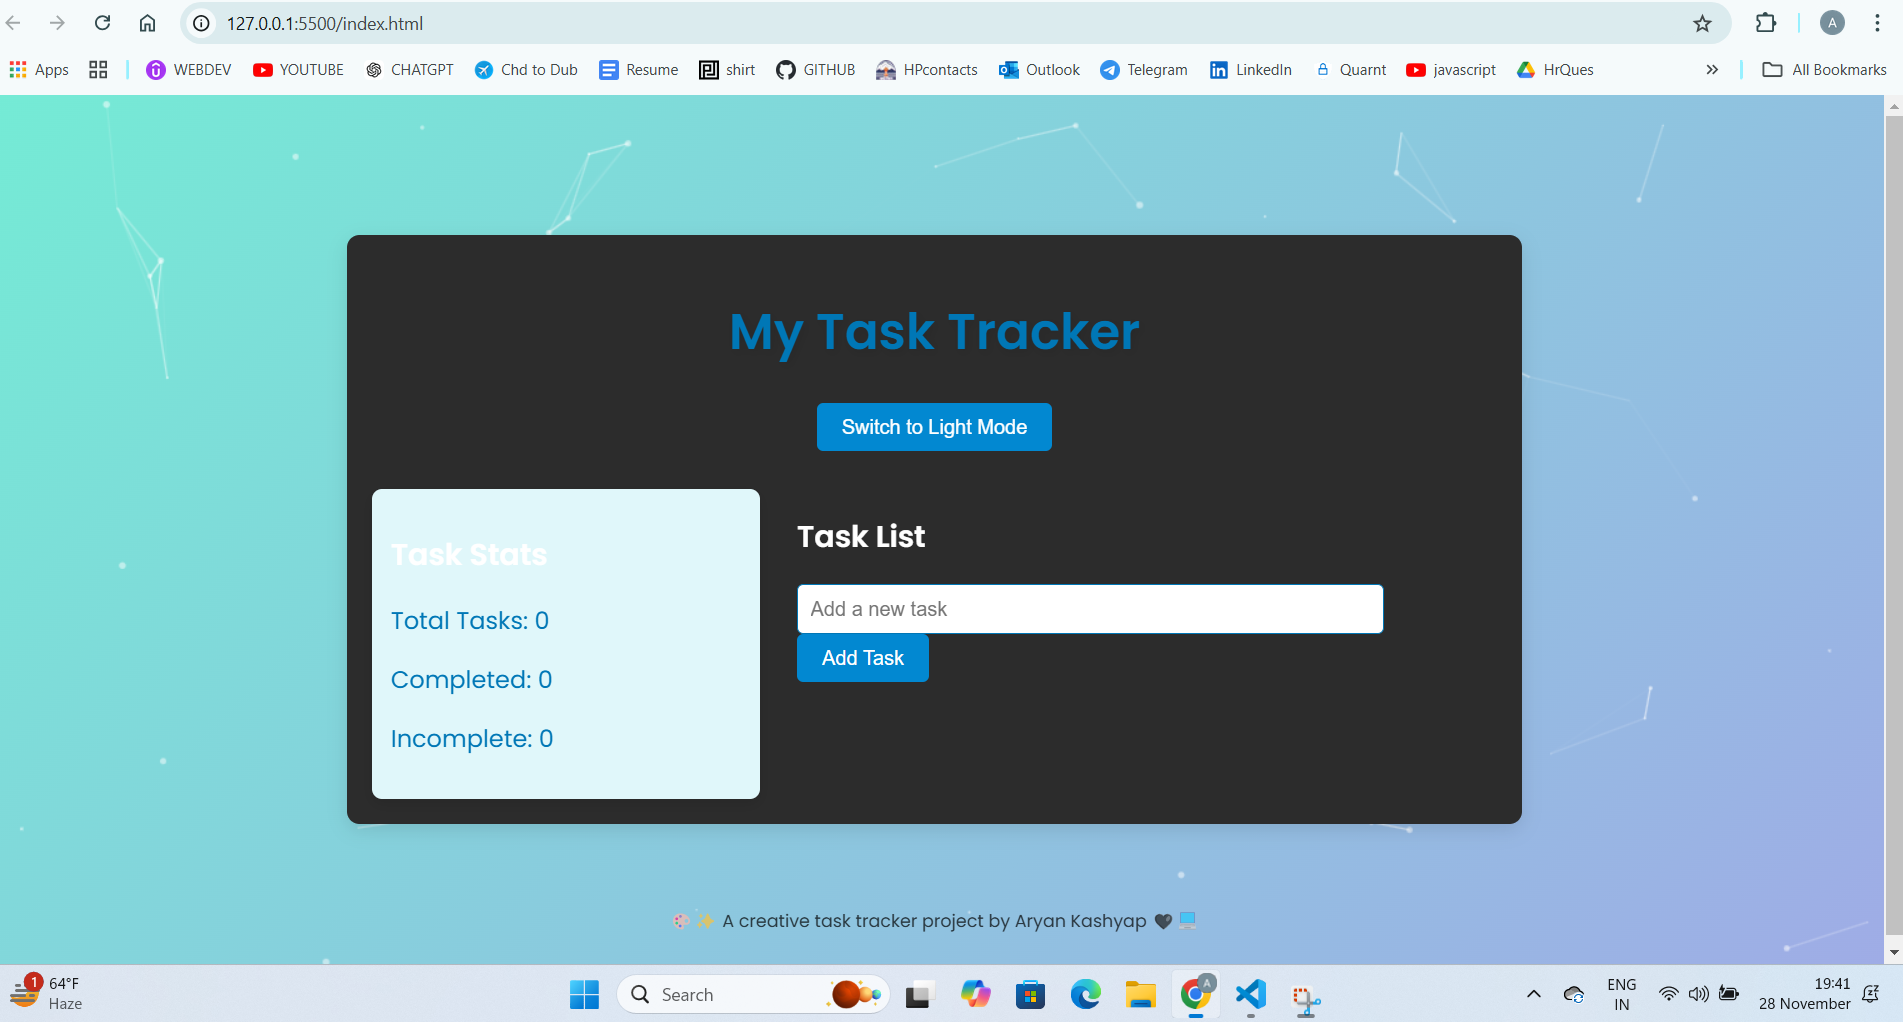 127.0.0.1:5500/index.html
A
Apps
WEBDEV
YOUTUBE
CHATGPT
Chd to Dub
Resume
shirt
GITHUB
HPcontacts
Outlook
Telegram
LinkedIn
Quarnt
javascript
HrQues
All Bookmarks
My Task Tracker
Switch to Light Mode
Task Stats
Total Tasks: 0
Completed: 0
Incomplete: 0
Task List
Add a new task
Add Task
🎨 ✨ A creative task tracker project by Aryan Kashyap 🖤 💻
1
64°F
Haze
Search
A
ENG
IN
19:41
28 November